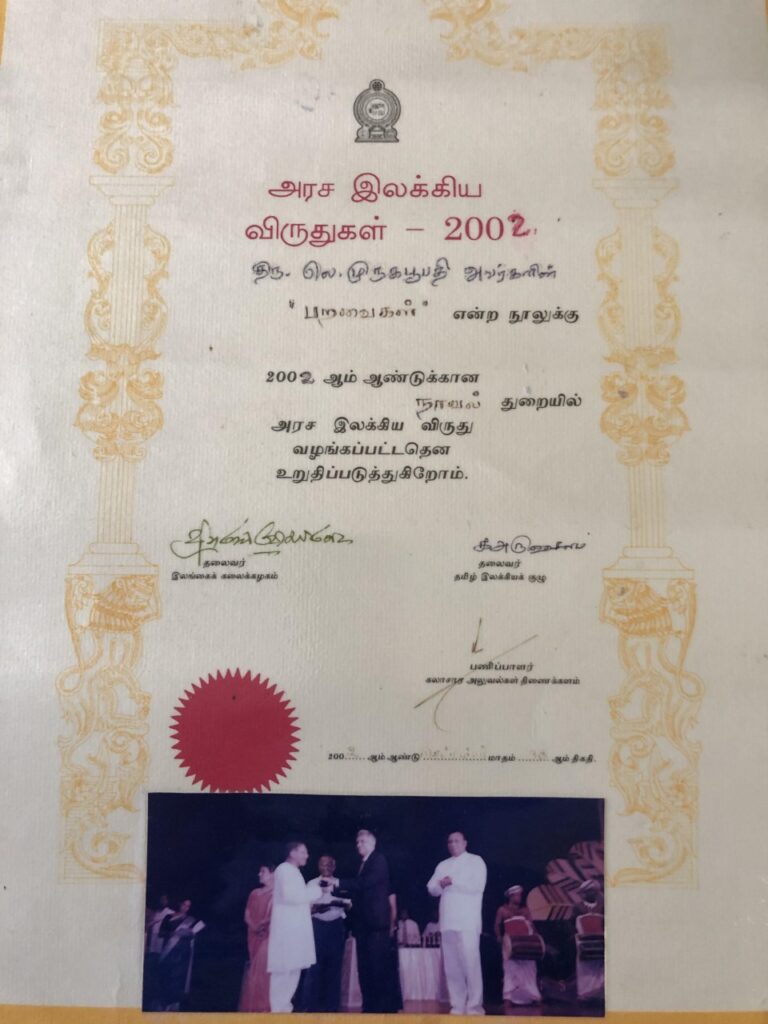 அரச இலக்கிய
விருதுகள் – 2002.
திரு. லெ. முருகபூபதி அவர்களின்
"பறவைகள்" என்ற நூலுக்கு
2002 ஆம் ஆண்டுக்கான
நாவல் துறையில்
அரச இலக்கிய விருது
வழங்கப்பட்டதென
உறுதிப்படுத்துகிறோம்.
தலைவர்
இலங்கைக் கலைக்கழகம்
தலைவர்
தமிழ் இலக்கியக் குழு
பணிப்பாளர்
கலாசார அலுவல்கள் திணைக்களம்
200 ஆம் ஆண்டு மாதம் ஆம் திகதி.